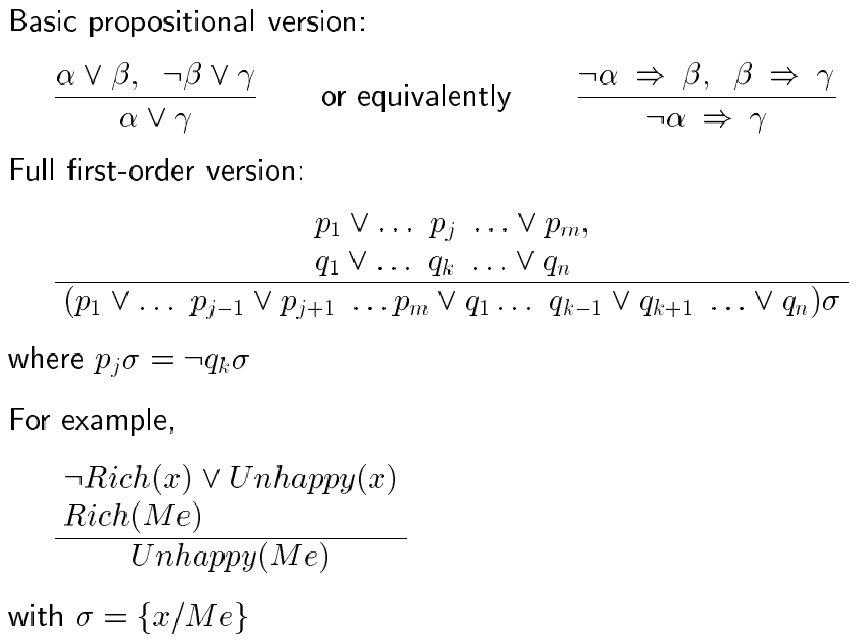 Basic propositional version:
α ∨ β, ¬β ∨ γ
α ∨ γ
or equivalently
¬α ⇒ β, β ⇒ γ
¬α ⇒ γ
Full first-order version:
p₁ ∨ … pⱼ … ∨ pₘ,
q₁ ∨ … qₖ … ∨ qₙ
(p₁ ∨ … pⱼ₋₁ ∨ pⱼ₊₁ … pₘ ∨ q₁ … qₖ₋₁ ∨ qₖ₊₁ … ∨ qₙ)σ
where pⱼσ = ¬qₖσ
For example,
¬Rich(x) ∨ Unhappy(x)
Rich(Me)
Unhappy(Me)
with σ = {x/Me}